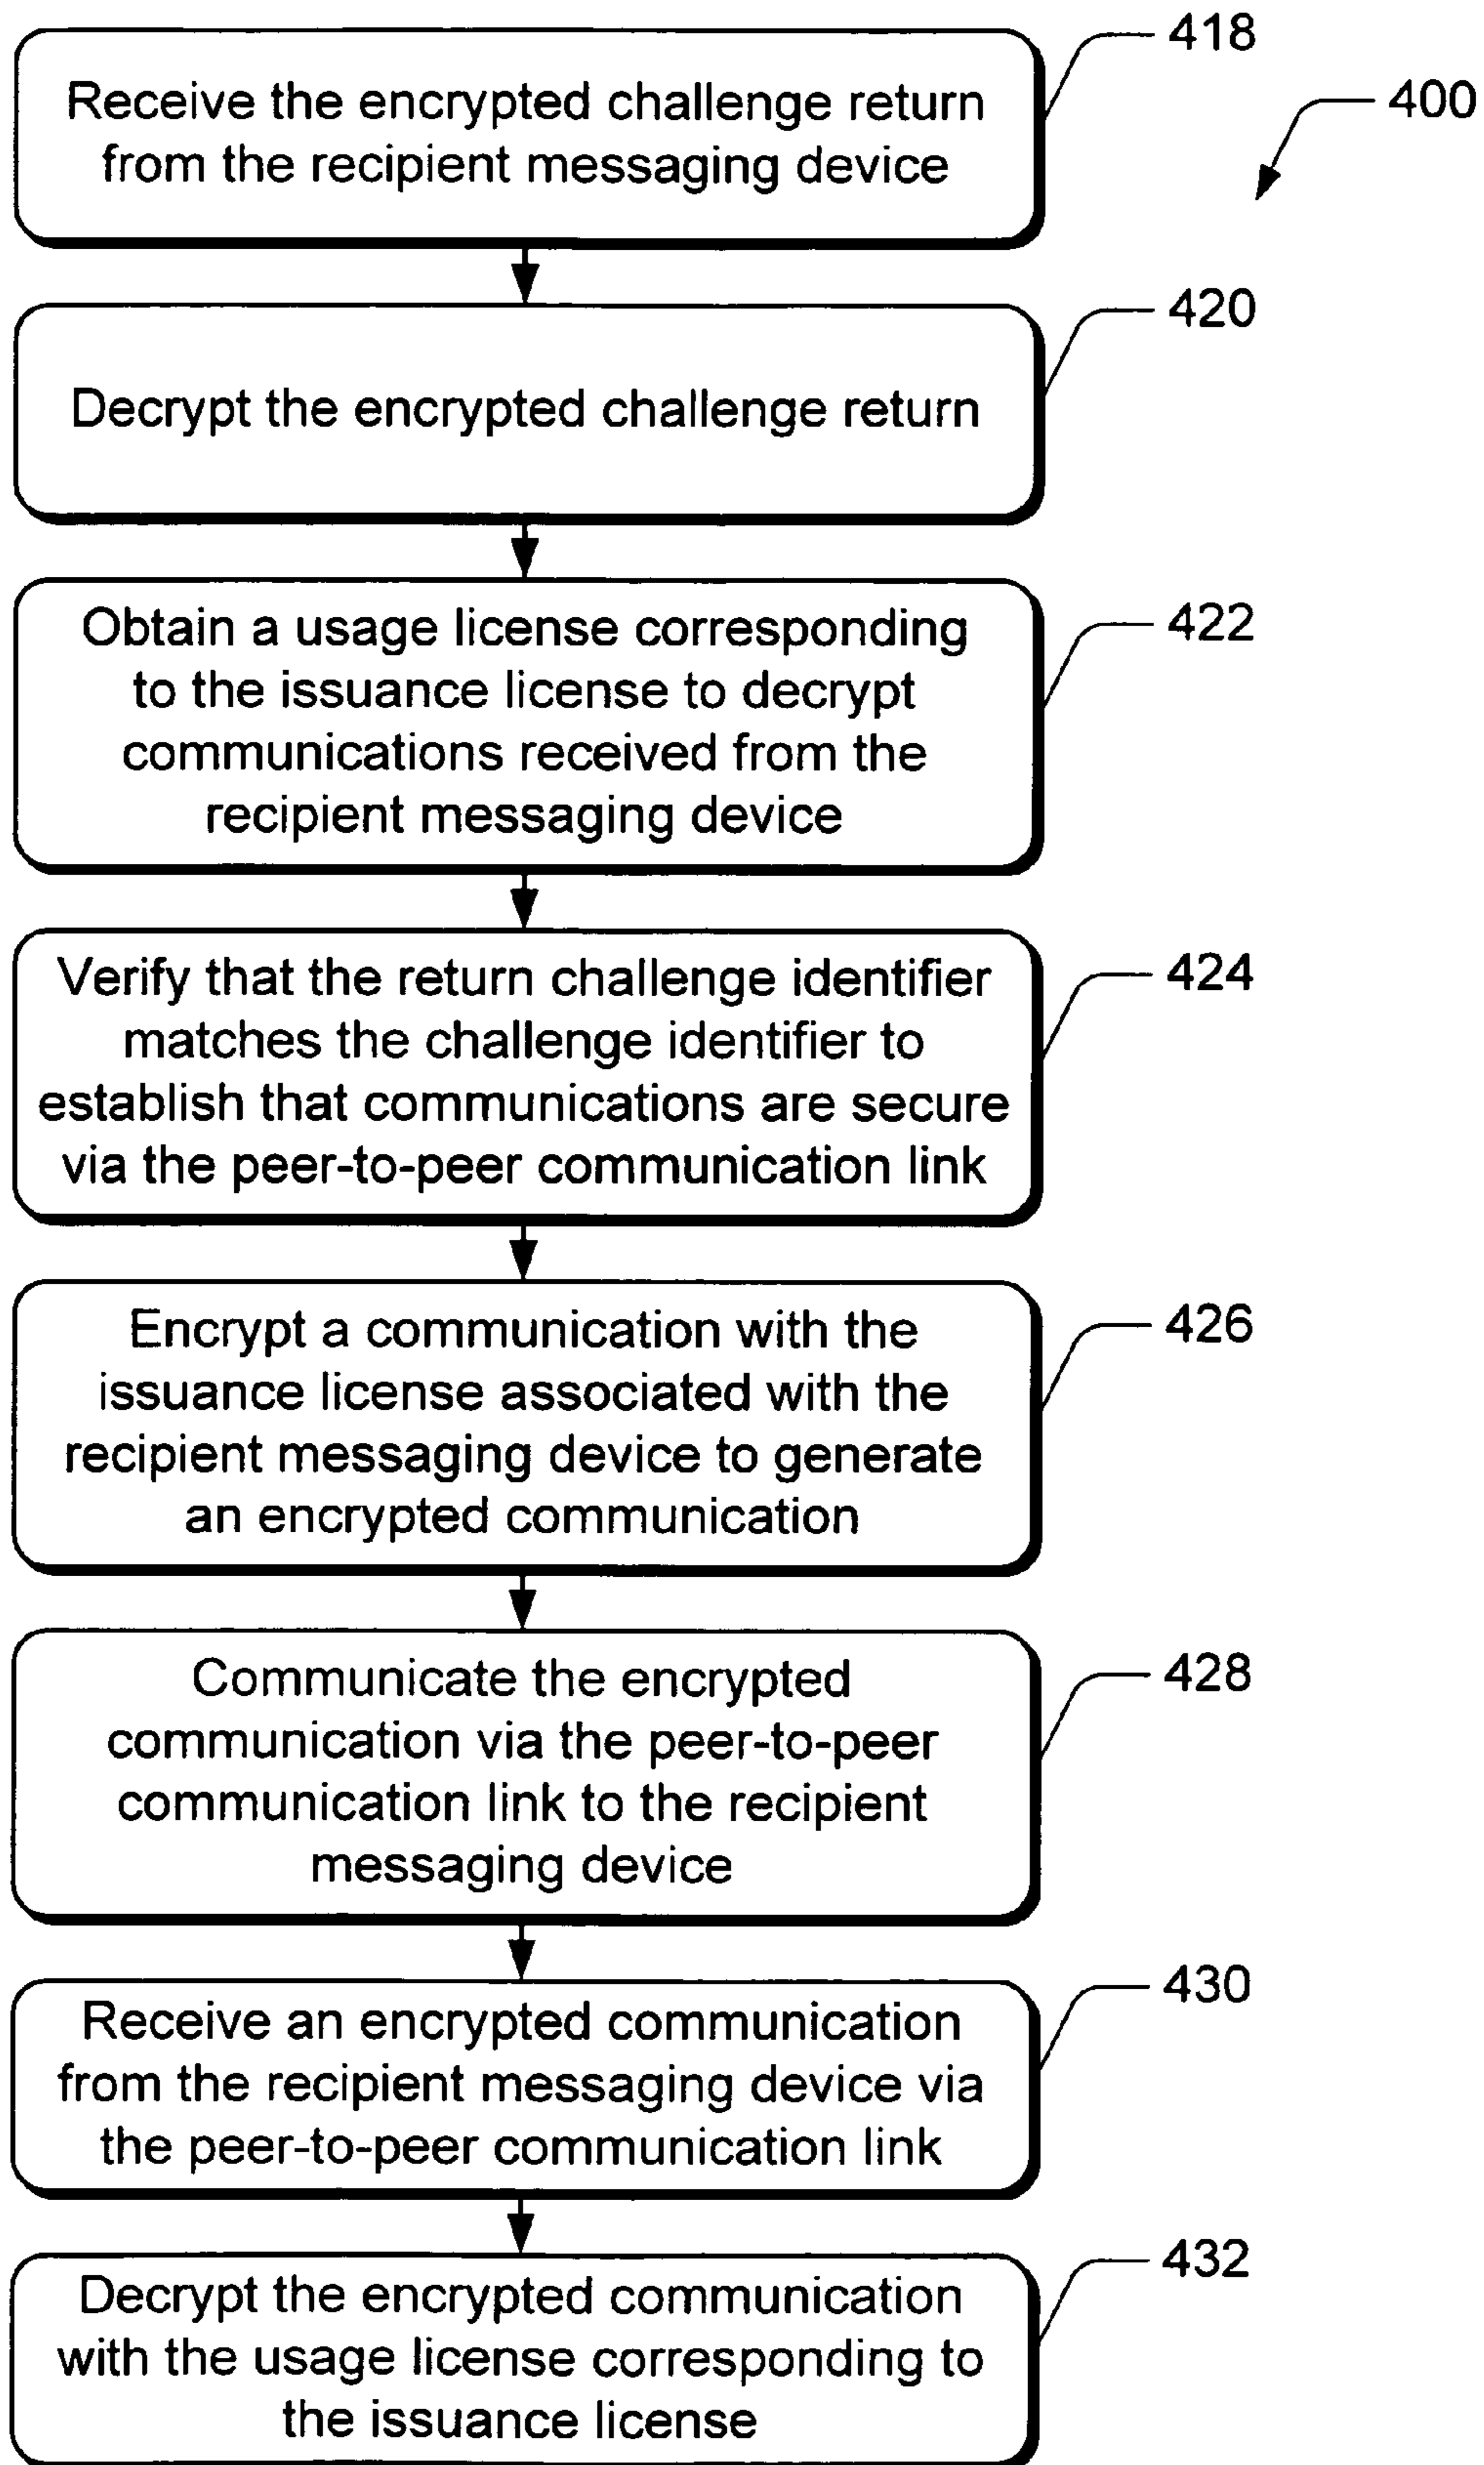 418
400
Receive the encrypted challenge return
from the recipient messaging device
420
Decrypt the encrypted challenge return
422
Obtain a usage license corresponding
to the issuance license to decrypt
communications received from the
recipient messaging device
424
Verify that the return challenge identifier
matches the challenge identifier to
establish that communications are secure
via the peer-to-peer communication link
426
Encrypt a communication with the
issuance license associated with the
recipient messaging device to generate
an encrypted communication
428
Communicate the encrypted
communication via the peer-to-peer
communication link to the recipient
messaging device
430
Receive an encrypted communication
from the recipient messaging device via
the peer-to-peer communication link
432
Decrypt the encrypted communication
with the usage license corresponding to
the issuance license